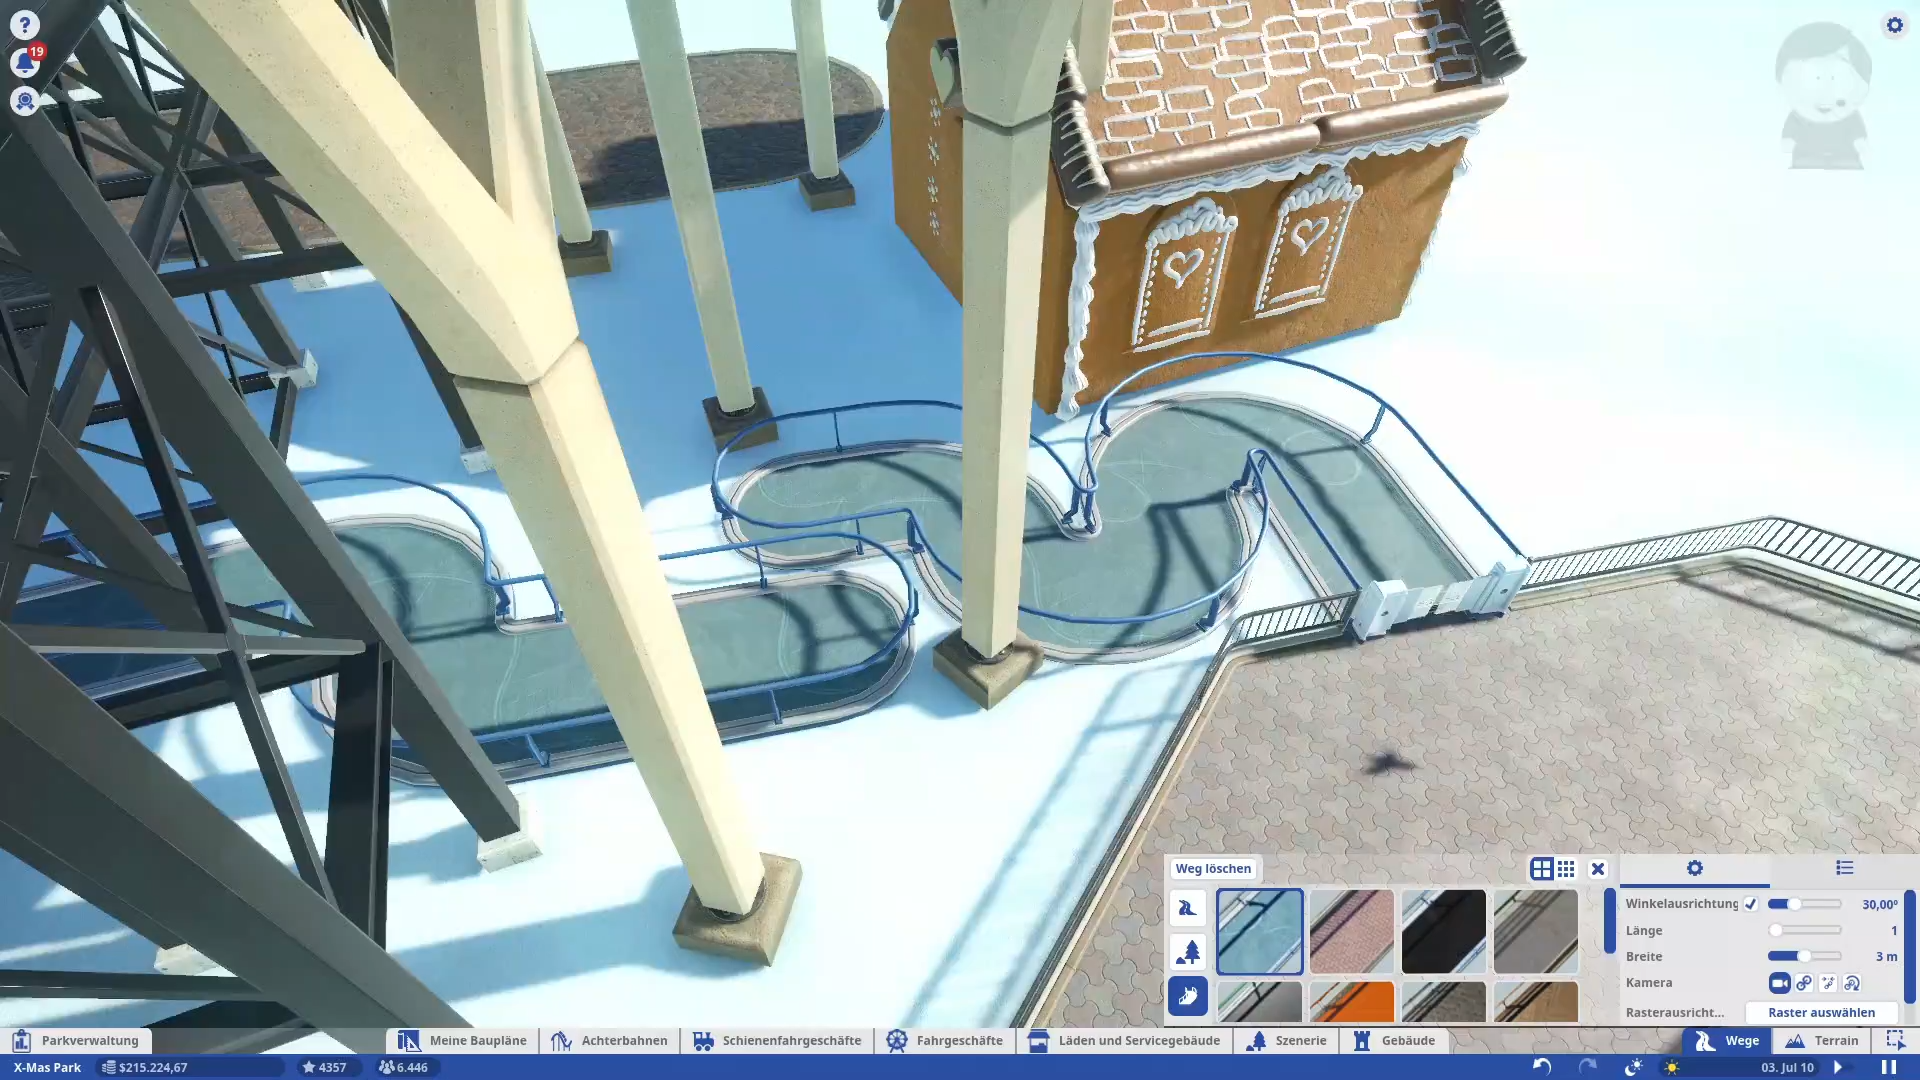 19
Weg löschen
Winkelausrichtung
30,00°
Länge
1
Breite
3 m
Kamera
Rasterausricht...
Raster auswählen
Parkverwaltung
Meine Baupläne
Achterbahnen
Schienenfahrgeschäfte
Fahrgeschäfte
Läden und Servicegebäude
Szenerie
Gebäude
Wege
Terrain
X-Mas Park
$215.224,67
4357
6.446
03. Jul 10